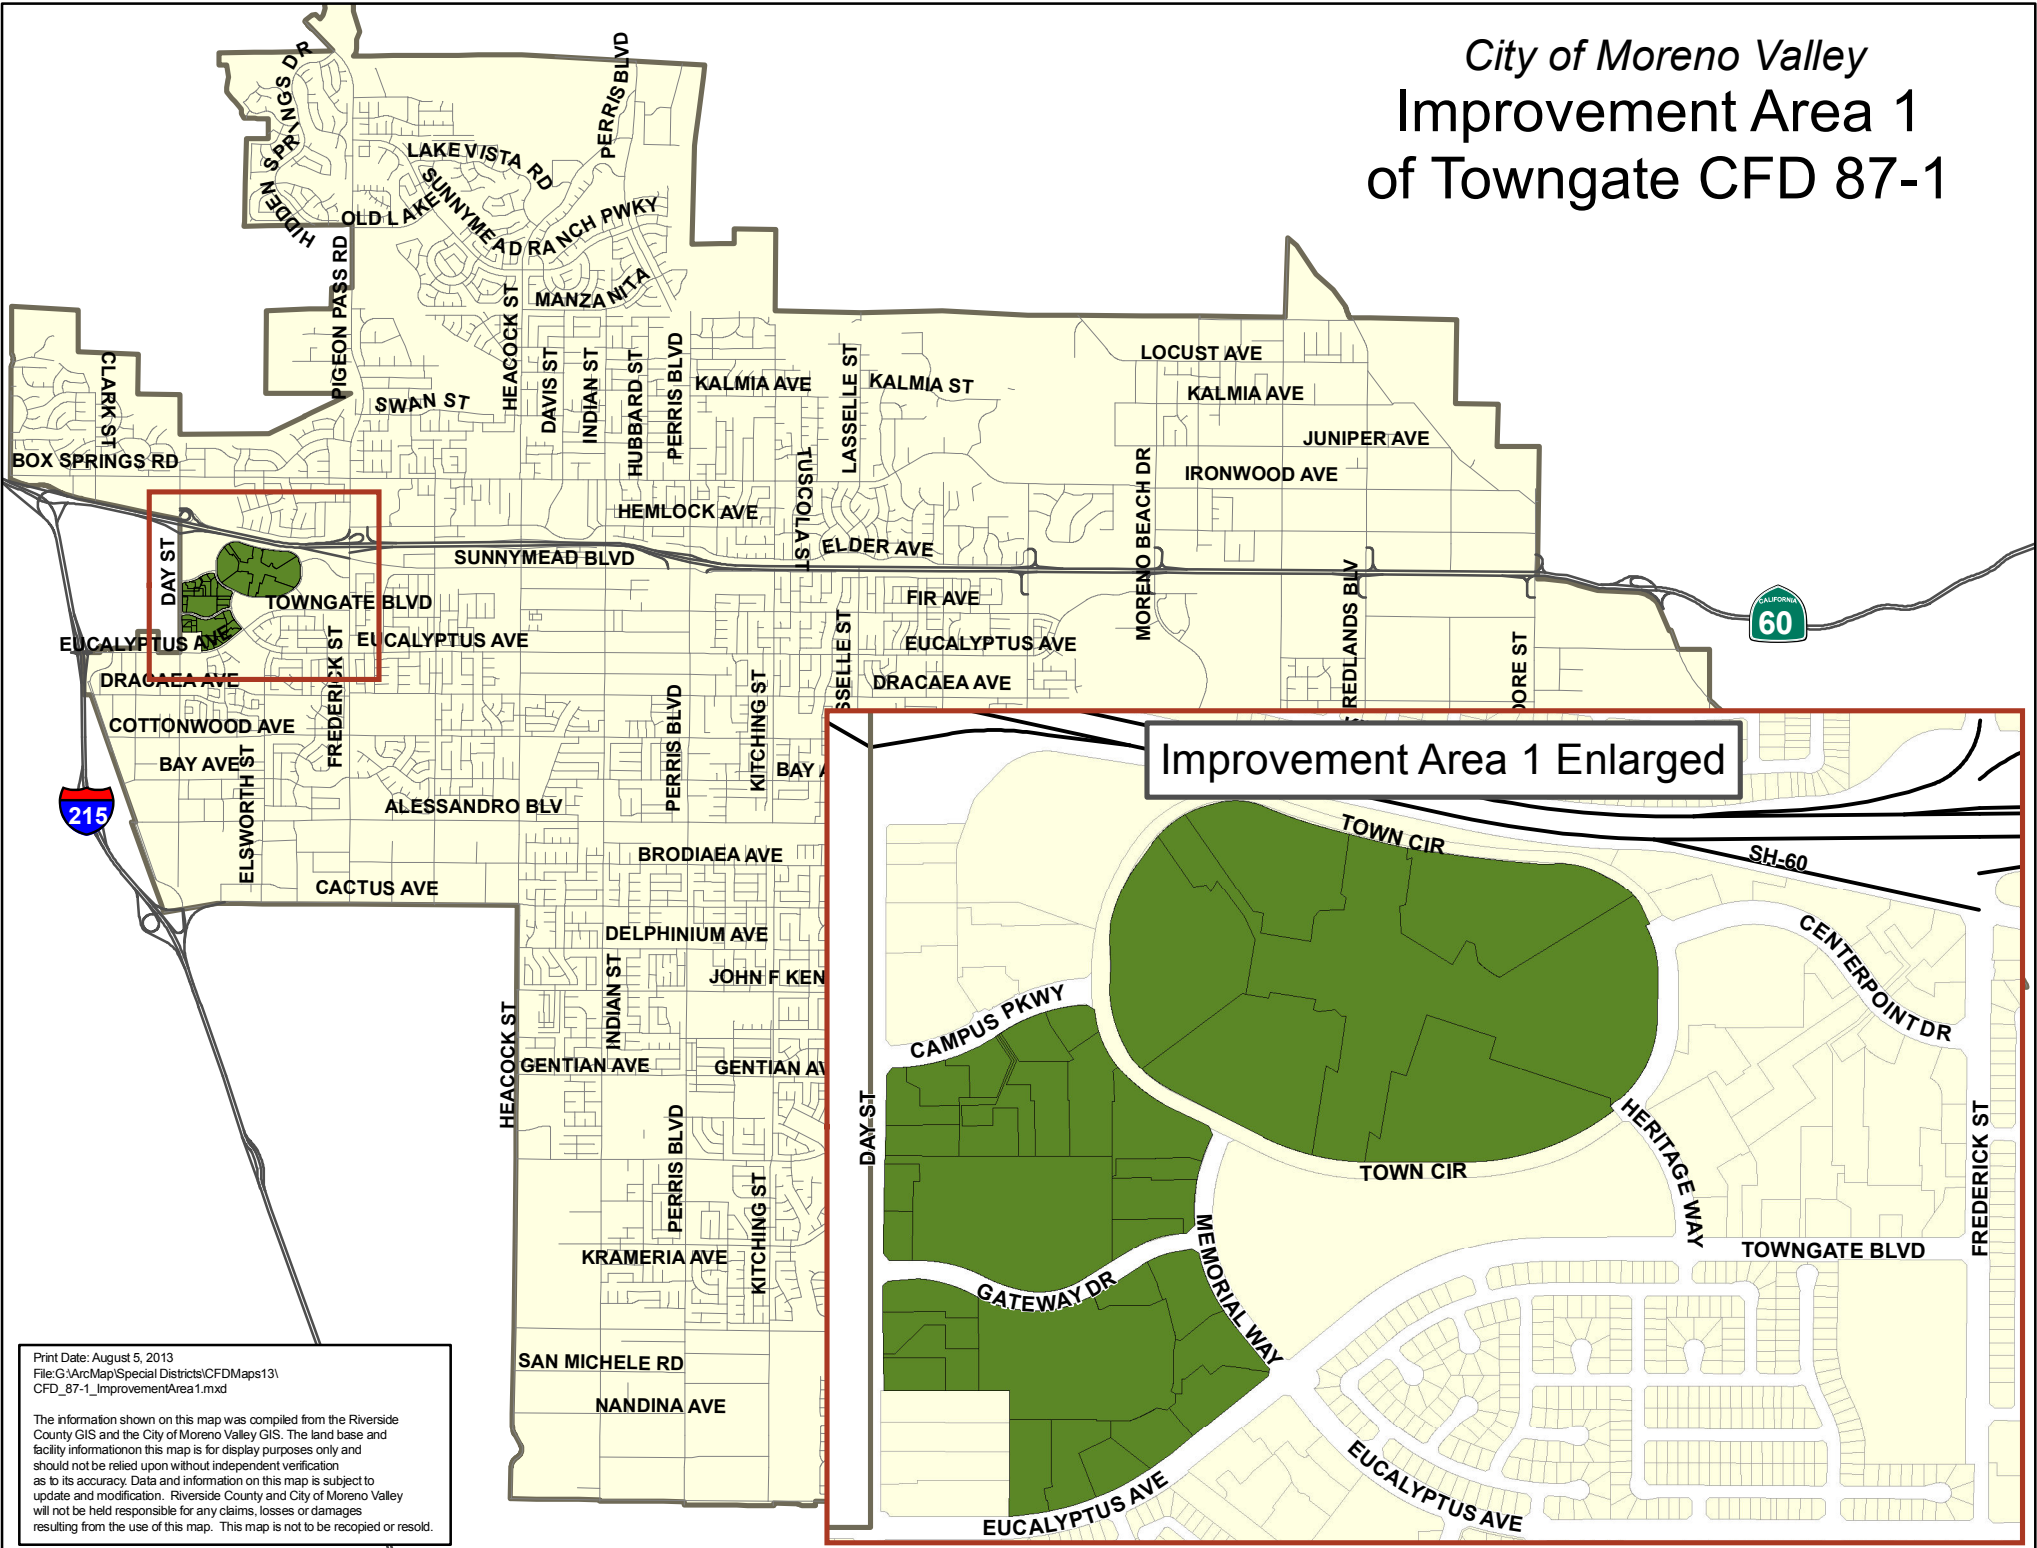 City of Moreno Valley
Improvement Area 1
of Towngate CFD 87-1
HIDDEN SPRINGS DR
PERRIS BLVD
LAKE VISTA RD
SUNNYMEAD RANCH PWKY
OLD LAKE
PIGEON PASS RD
MANZANITA
HEACOCK ST
DAVIS ST
INDIAN ST
HUBBARD ST
PERRIS BLVD
KALMIA AVE
LASSELLE ST
KALMIA ST
LOCUST AVE
KALMIA AVE
JUNIPER AVE
IRONWOOD AVE
CLARK ST
SWAN ST
BOX SPRINGS RD
TUSCOLA ST
MORENO BEACH DR
HEMLOCK AVE
ELDER AVE
SUNNYMEAD BLVD
DAY ST
TOWNGATE BLVD
FIR AVE
REDLANDS BLV
CALIFORNIA
60
EUCALYPTUS AVE
EUCALYPTUS AVE
EUCALYPTUS AVE
FREDERICK ST
SSELLE ST
DORE ST
DRACAEA AVE
DRACAEA AVE
PERRIS BLVD
KITCHING ST
COTTONWOOD AVE
BAY AVE
BAY A
ELSWORTH ST
215
ALESSANDRO BLV
BRODIAEA AVE
CACTUS AVE
DELPHINIUM AVE
INDIAN ST
JOHN F KEN
HEACOCK ST
GENTIAN AVE
GENTIAN AV
PERRIS BLVD
KITCHING ST
KRAMERIA AVE
SAN MICHELE RD
NANDINA AVE
Improvement Area 1 Enlarged
TOWN CIR
SH-60
CENTERPOINT DR
CAMPUS PKWY
DAY ST
HERITAGE WAY
FREDERICK ST
TOWN CIR
MEMORIAL WAY
TOWNGATE BLVD
GATEWAY DR
EUCALYPTUS AVE
EUCALYPTUS AVE
Print Date: August 5, 2013
File:G:\ArcMap\Special Districts\CFDMaps13\
CFD_87-1_ImprovementArea1.mxd
The information shown on this map was compiled from the Riverside
County GIS and the City of Moreno Valley GIS. The land base and
facility informationon this map is for display purposes only and
should not be relied upon without independent verification
as to its accuracy. Data and information on this map is subject to
update and modification. Riverside County and City of Moreno Valley
will not be held responsible for any claims, losses or damages
resulting from the use of this map. This map is not to be recopied or resold.